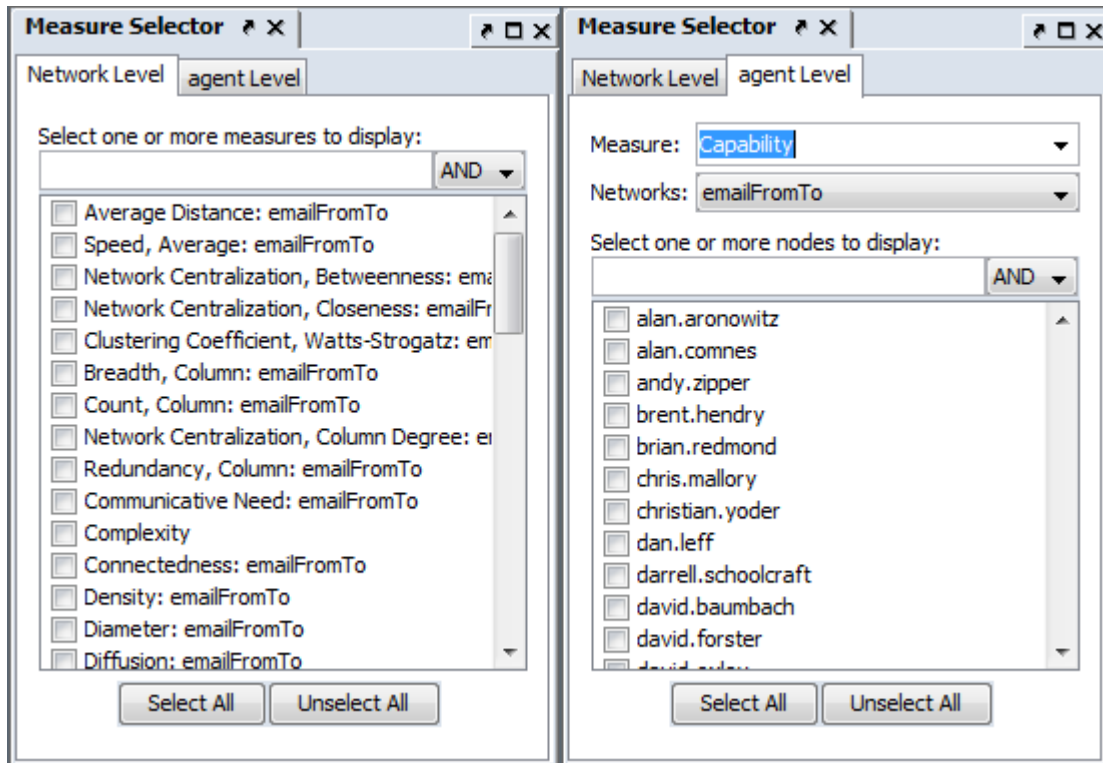 Measure Selector
Network Level agent Level
Select one or more measures to display:
AND
Average Distance: emailFromTo
Speed, Average: emailFromTo
Network Centralization, Betweenness: ema
Network Centralization, Closeness: emailFr
Clustering Coefficient, Watts-Strogatz: em
Breadth, Column: emailFromTo
Count, Column: emailFromTo
Network Centralization, Column Degree: er
Redundancy, Column: emailFromTo
Communicative Need: emailFromTo
Complexity
Connectedness: emailFromTo
Density: emailFromTo
Diameter: emailFromTo
Diffusion: emailFromTo
Select All Unselect All
Measure Selector
Network Level agent Level
Measure: Capability
Networks: emailFromTo
Select one or more nodes to display:
AND
alan.aronowitz
alan.comnes
andy.zipper
brent.hendry
brian.redmond
chris.mallory
christian.yoder
dan.leff
darrell.schoolcraft
david.baumbach
david.forster
Select All Unselect All